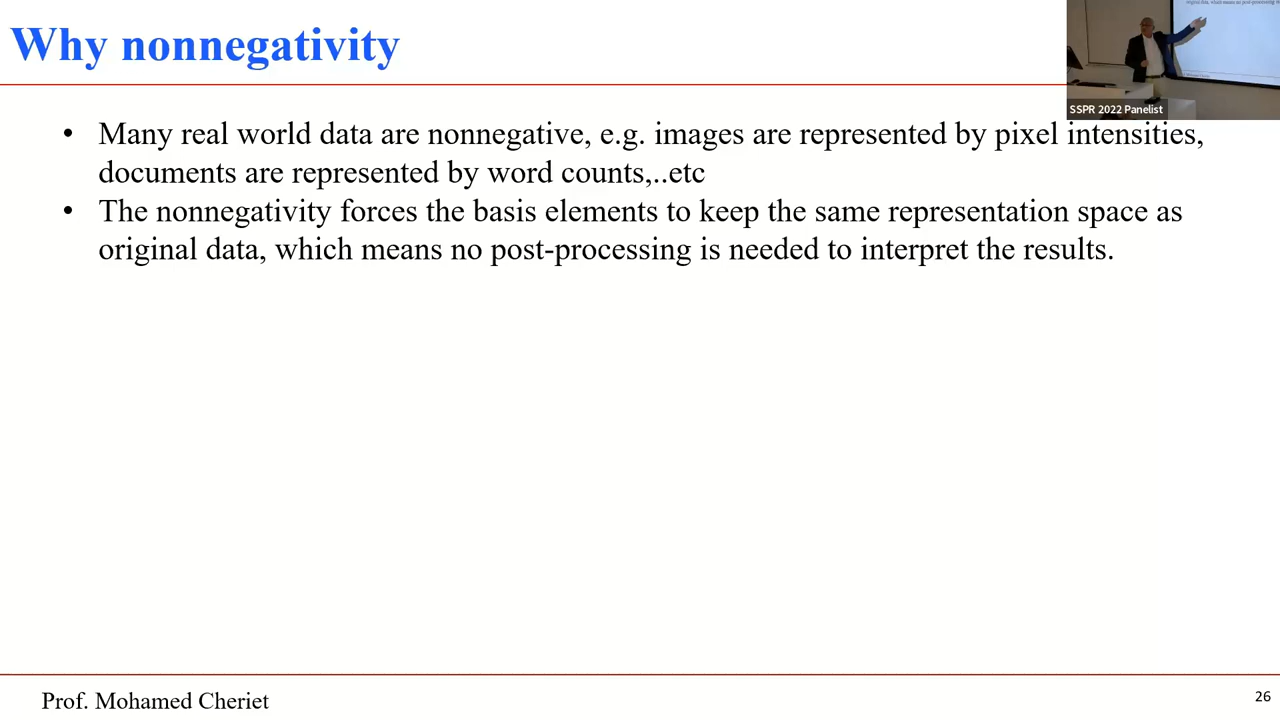 Why nonnegativity
SSPR 2022 Panelist
• Many real world data are nonnegative, e.g. images are represented by pixel intensities,
documents are represented by word counts,..etc
• The nonnegativity forces the basis elements to keep the same representation space as
original data, which means no post-processing is needed to interpret the results.
Prof. Mohamed Cheriet
26